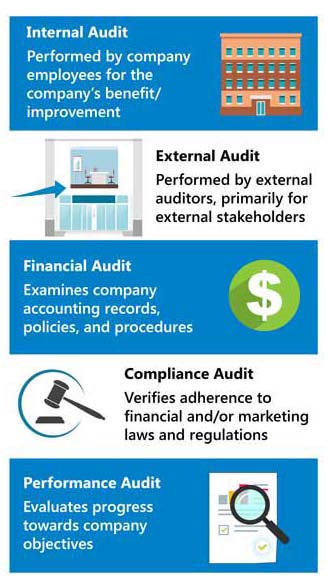 Internal Audit
Performed by company
employees for the
company's benefit/
improvement
External Audit
Performed by external
auditors, primarily for
external stakeholders
Financial Audit
Examines company
accounting records,
policies, and procedures
$
Compliance Audit
Verifies adherence to
financial and/or marketing
laws and regulations
Performance Audit
Evaluates progress
towards company
objectives